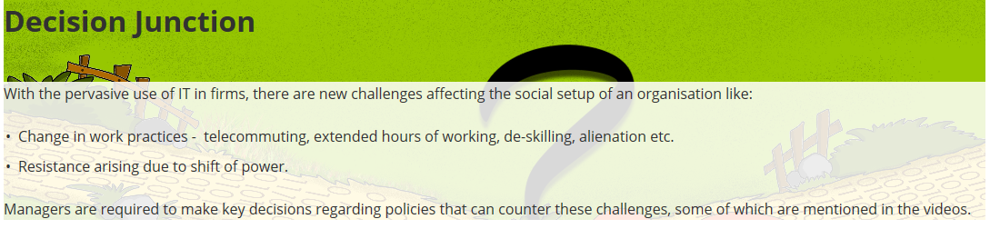 Decision Junction
With the pervasive use of IT in firms, there are new challenges affecting the social setup of an organisation like:
• Change in work practices - telecommuting, extended hours of working, de-skilling, alienation etc.
• Resistance arising due to shift of power.
Managers are required to make key decisions regarding policies that can counter these challenges, some of which are mentioned in the videos.